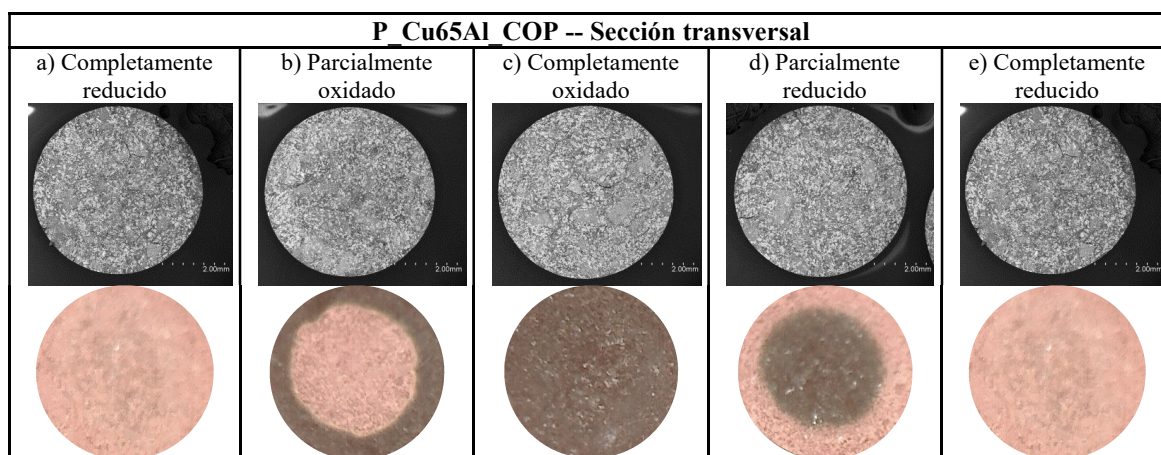 P_Cu65Al_COP -- Sección transversal
a) Completamente
reducido
b) Parcialmente
oxidado
c) Completamente
oxidado
d) Parcialmente
reducido
e) Completamente
reducido
2.00mm
2.00mm
2.00mm
2.00mm
2.00mm